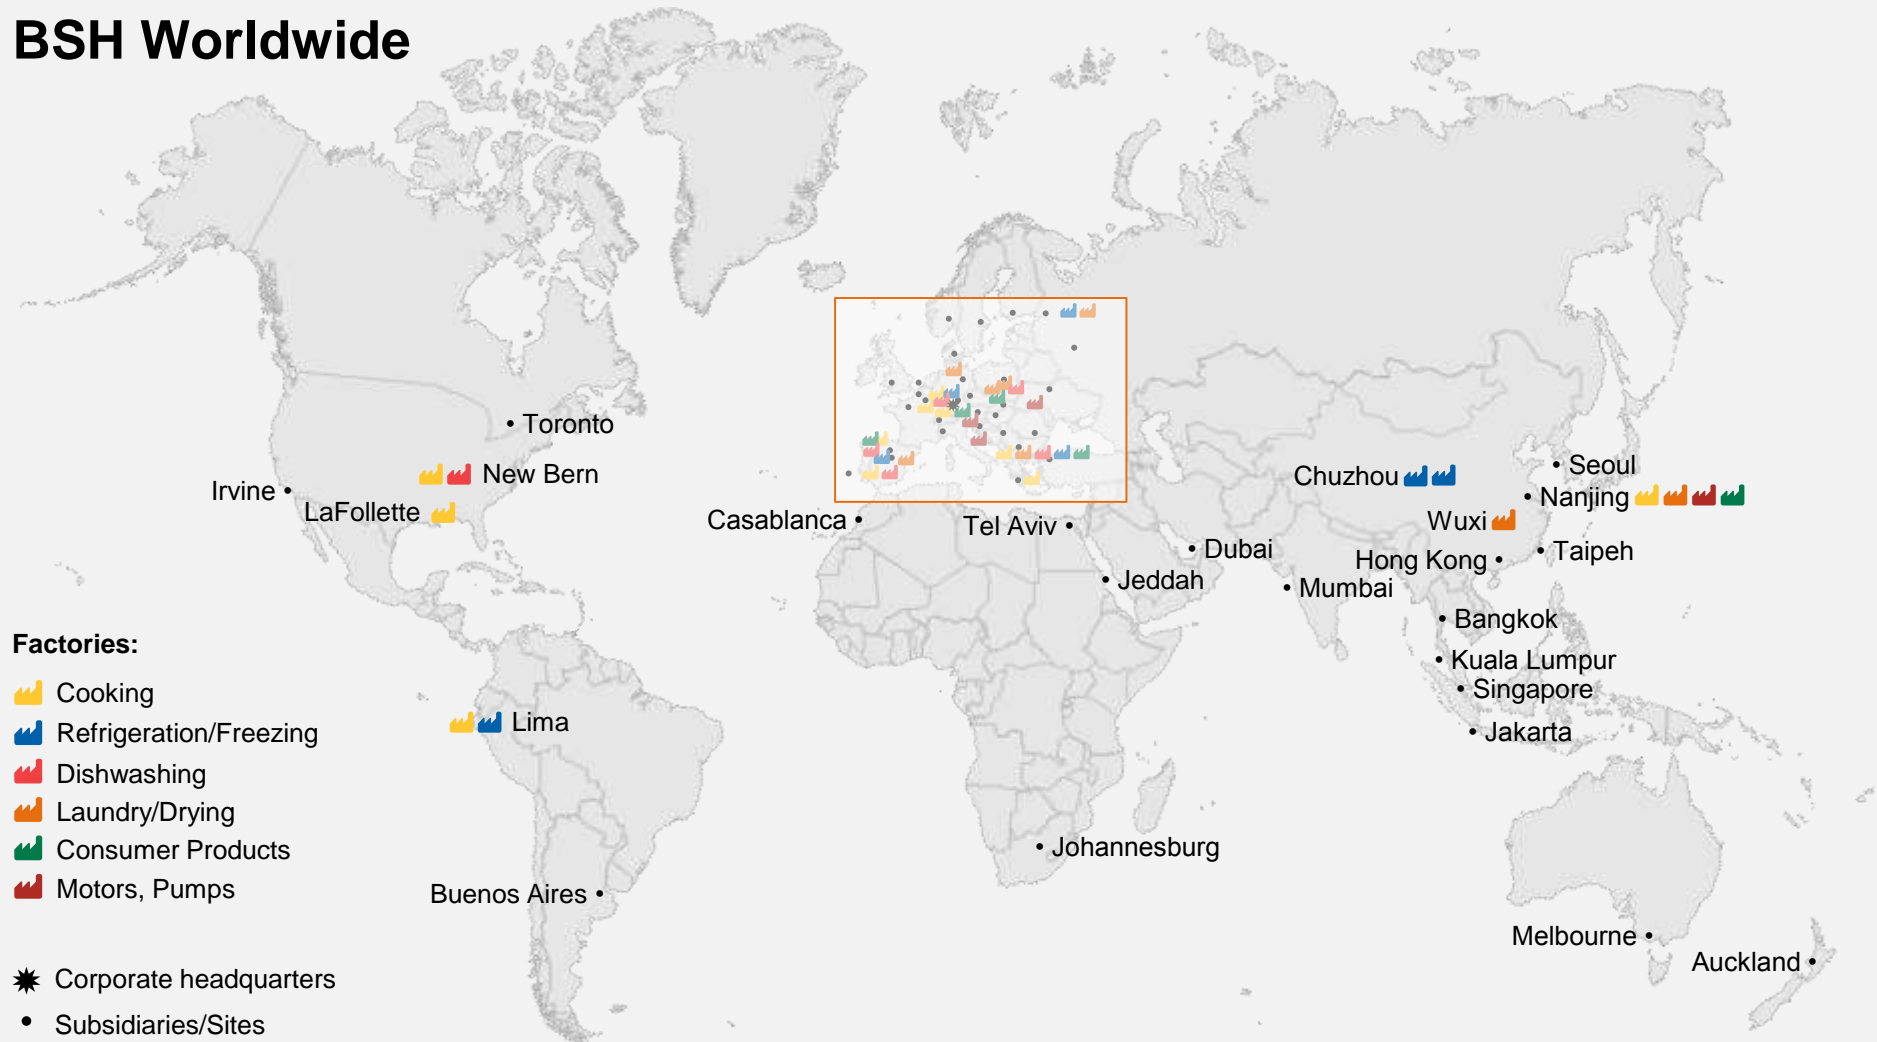 BSH Worldwide
Toronto
New Bern
Irvine
LaFollette
Casablanca
Tel Aviv
Dubai
Jeddah
Mumbai
Chuzhou
Seoul
Nanjing
Wuxi
Hong Kong
Taipeh
Bangkok
Kuala Lumpur
Singapore
Jakarta
Lima
Johannesburg
Buenos Aires
Melbourne
Auckland
Factories:
Cooking
Refrigeration/Freezing
Dishwashing
Laundry/Drying
Consumer Products
Motors, Pumps
Corporate headquarters
Subsidiaries/Sites